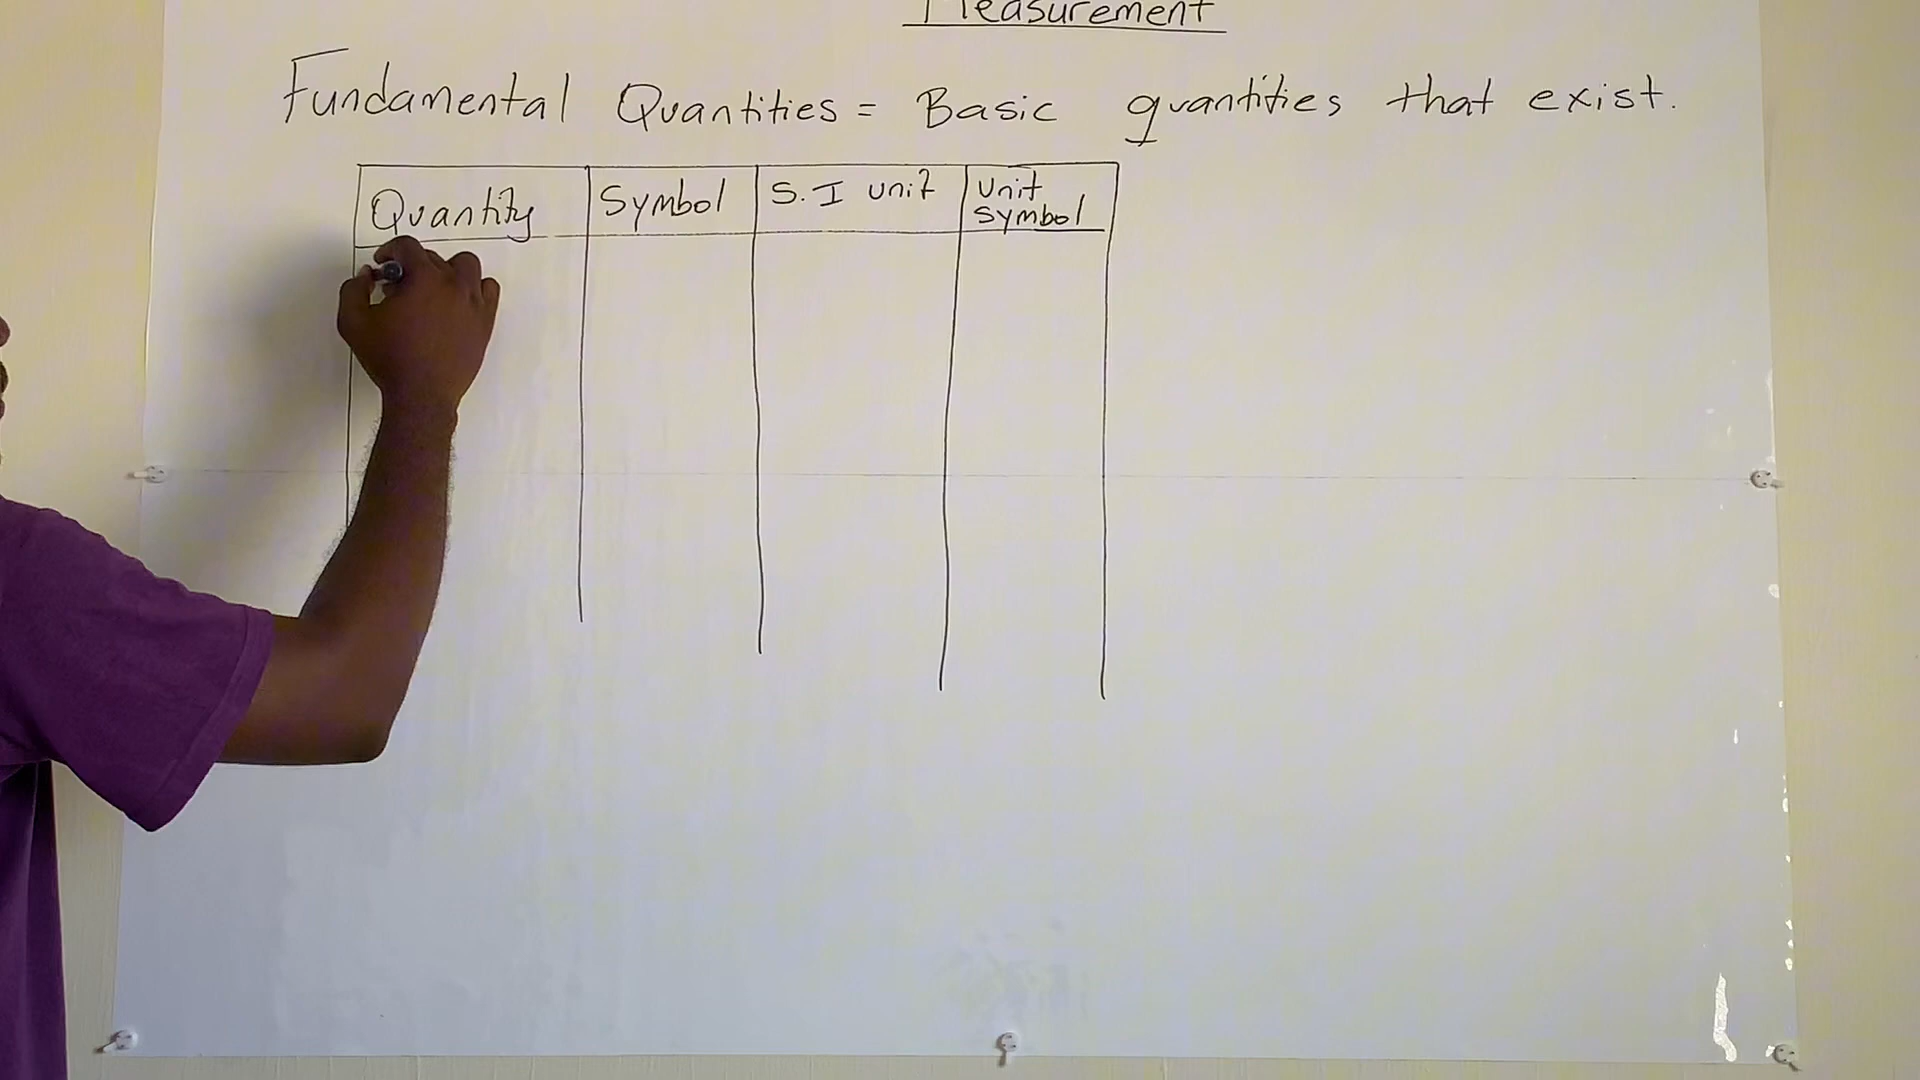 Measurement
Fundamental Quantities = Basic quantities that exist.
Quantity Symbol S.I unit Unit symbol